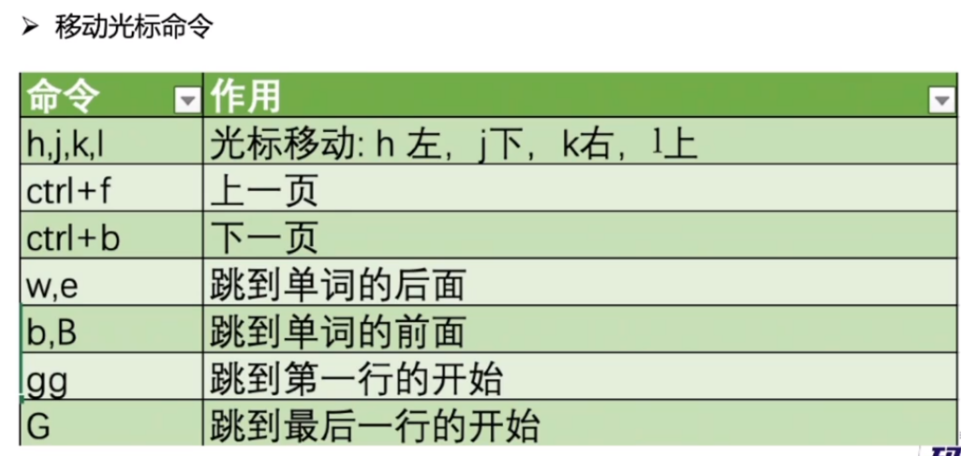 ➢ 移动光标命令
命令 作用
h,j,k,l 光标移动: h 左，j下，k右，l上
ctrl+f 上一页
ctrl+b 下一页
w,e 跳到单词的后面
b,B 跳到单词的前面
gg 跳到第一行的开始
G 跳到最后一行的开始